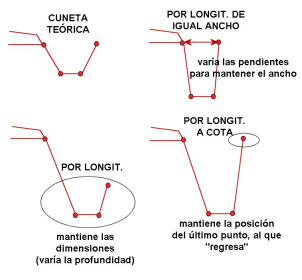 CUNETA
TEÓRICA
POR LONGIT. DE
IGUAL ANCHO
varía las pendientes
para mantener el ancho
POR LONGIT.
mantiene las
dimensiones
(varía la profundidad)
POR LONGIT.
A COTA
mantiene la posición
del último punto, al que
"regresa"